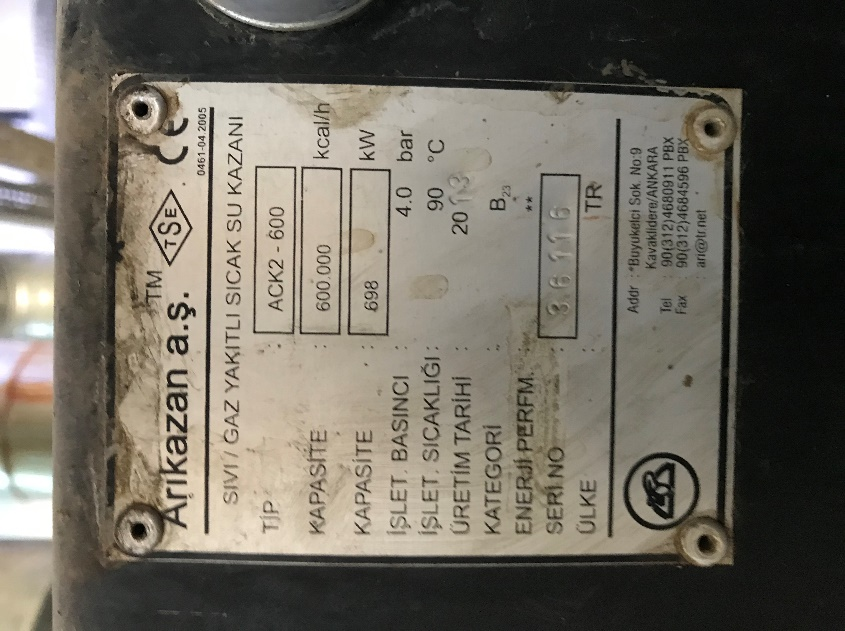 Arıkazan a.ş.™ TSE CE
0461-04.2005
SIVI / GAZ YAKITLI SICAK SU KAZANI
TİP : ACK2 - 600
KAPASİTE : 600.000 kcal/h
KAPASİTE : 698 kW
İŞLET. BASINCI : 4.0 bar
İŞLET. SICAKLIĞI : 90 °C
ÜRETİM TARİHİ : 2013
KATEGORİ : B23
ENERJİ PERFM. : **
SERİ NO : 3.6116
ÜLKE : TR
Addr : Büyükelçi Sok. No:9
Kavaklıdere/ANKARA
Tel : 90(312)4680911 PBX
Fax : 90(312)4684596 PBX
ari@tr.net